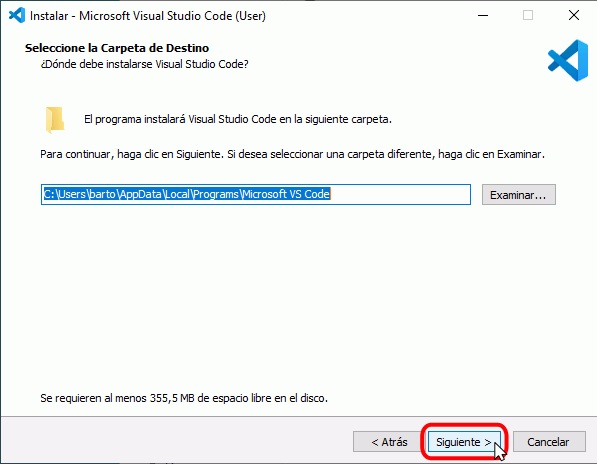 Instalar - Microsoft Visual Studio Code (User)
Seleccione la Carpeta de Destino
¿Dónde debe instalarse Visual Studio Code?
El programa instalará Visual Studio Code en la siguiente carpeta.
Para continuar, haga clic en Siguiente. Si desea seleccionar una carpeta diferente, haga clic en Examinar.
C:\Users\barto\AppData\Local\Programs\Microsoft VS Code
Examinar...
Se requieren al menos 355,5 MB de espacio libre en el disco.
< Atrás
Siguiente >
Cancelar